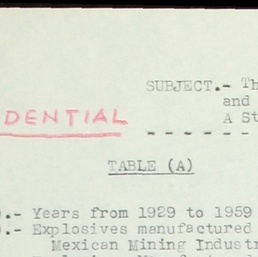 SUBJECT.- Th
and
DENTIAL
A St
TABLE (A)
.- Years from 1929 to 1959
.- Explosives manufactured
Mexican Mining Industr